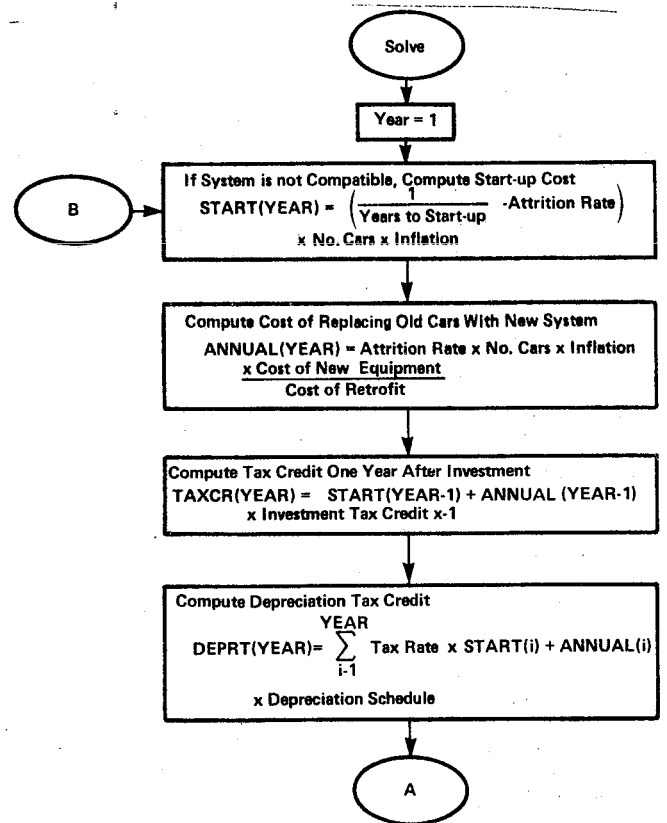 Solve
Year = 1
B
If System is not Compatible, Compute Start-up Cost
START(YEAR) = ( 1 / Years to Start-up -Attrition Rate )
x No. Cars x Inflation
Compute Cost of Replacing Old Cars With New System
ANNUAL(YEAR) = Attrition Rate x No. Cars x Inflation
x Cost of New Equipment
Cost of Retrofit
Compute Tax Credit One Year After Investment
TAXCR(YEAR) = START(YEAR-1) + ANNUAL (YEAR-1)
x Investment Tax Credit x-1
Compute Depreciation Tax Credit
YEAR
DEPRT(YEAR)= ∑ Tax Rate x START(i) + ANNUAL(i)
i-1
x Depreciation Schedule
A